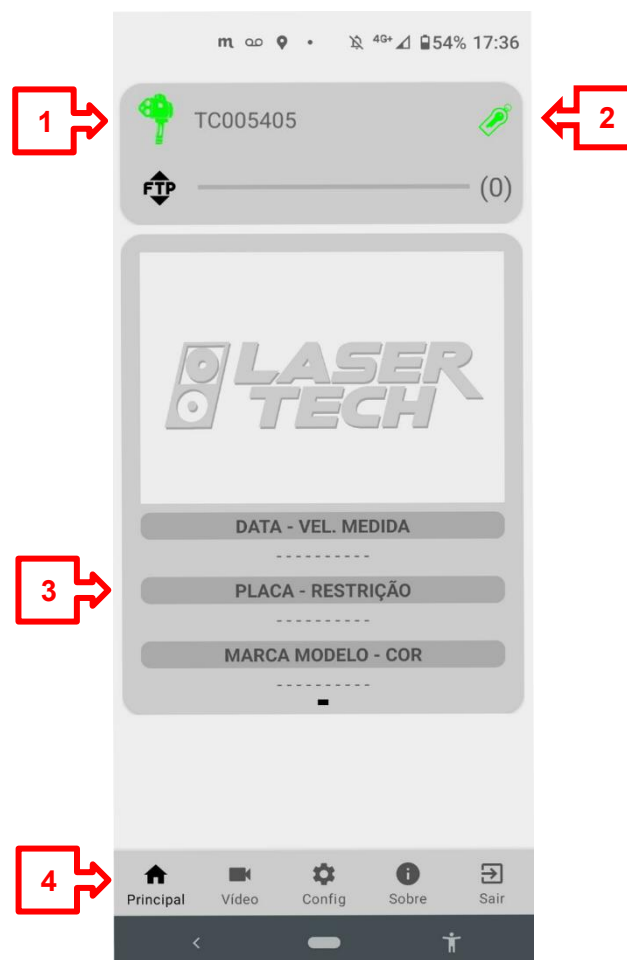 m 4G+ 54% 17:36
1 TC005405 2
FTP (0)
LASER
TECH
DATA - VEL. MEDIDA
- - - - - - - - - -
3 PLACA - RESTRIÇÃO
- - - - - - - - - -
MARCA MODELO - COR
- - - - - - - - - -
-
4 Principal Vídeo Config Sobre Sair